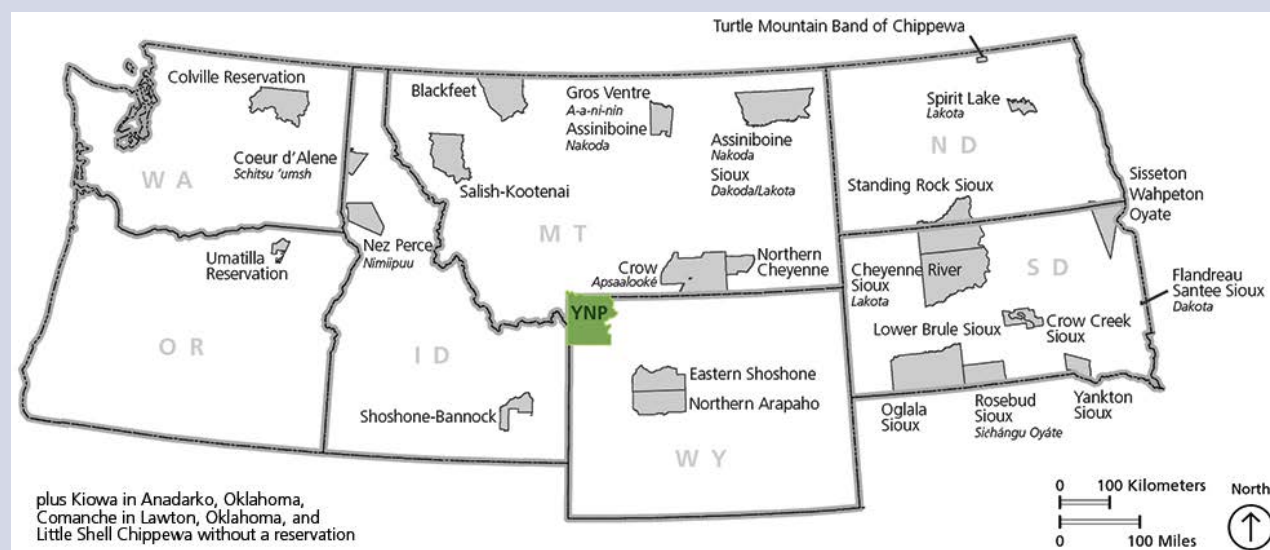 Turtle Mountain Band of Chippewa
Colville Reservation
Blackfeet
Gros Ventre
A-a-ni-nin
Assiniboine
Nakoda
Spirit Lake
Lakota
Coeur d'Alene
Schitsu 'umsh
Assiniboine
Nakoda
Sioux
Dakoda/Lakota
N D
W A
Salish-Kootenai
Standing Rock Sioux
Sisseton
Wahpeton
Oyate
M T
Nez Perce
Nimiipuu
Umatilla
Reservation
Northern
Cheyenne
Crow
Apsaalooké
Cheyenne River
Sioux
Lakota
S D
Flandreau
Santee Sioux
Dakota
YNP
Lower Brule Sioux
Crow Creek
Sioux
O R
I D
Eastern Shoshone
Northern Arapaho
Shoshone-Bannock
Oglala
Sioux
Rosebud
Sioux
Sićhánǧu Oyáte
Yankton
Sioux
W Y
plus Kiowa in Anadarko, Oklahoma,
Comanche in Lawton, Oklahoma, and
Little Shell Chippewa without a reservation
0 100 Kilometers
0 100 Miles
North